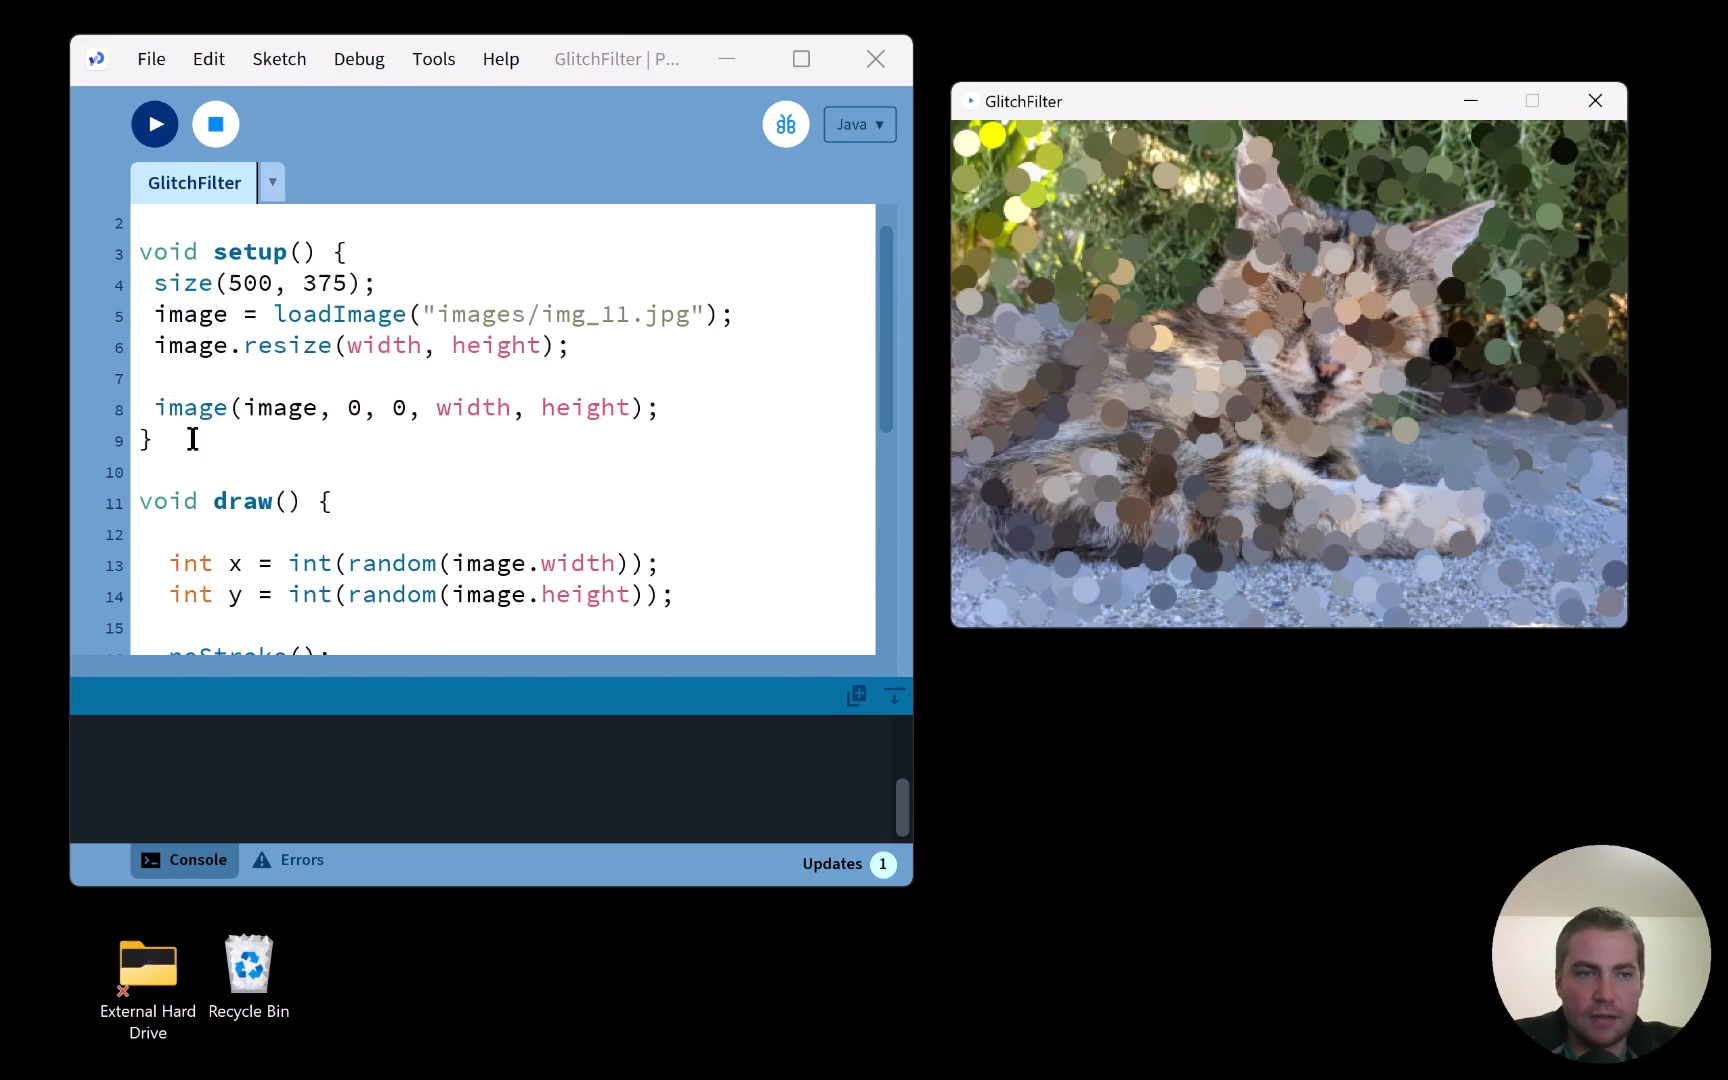 File Edit Sketch Debug Tools Help GlitchFilter | P...
Java ▼
GlitchFilter ▼
2
3 void setup() {
4 size(500, 375);
5 image = loadImage("images/img_11.jpg");
6 image.resize(width, height);
7
8 image(image, 0, 0, width, height);
9 }
10
11 void draw() {
12
13 int x = int(random(image.width));
14 int y = int(random(image.height));
15
noStroke();
Console Errors Updates 1
GlitchFilter
External Hard
Drive
Recycle Bin